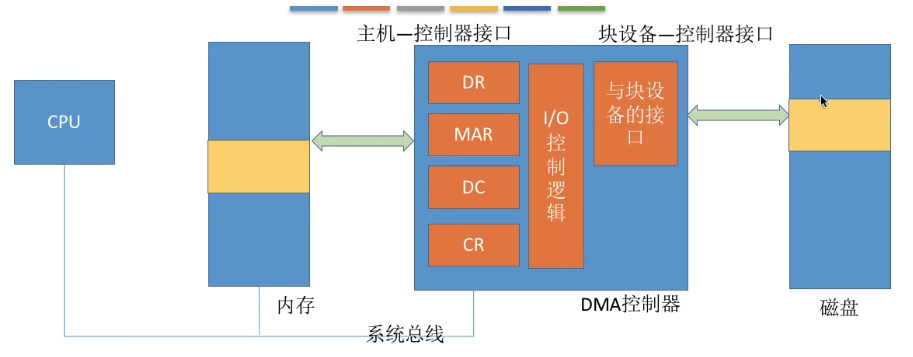 主机—控制器接口
块设备—控制器接口
CPU
DR
MAR
DC
CR
I/O
控
制
逻
辑
与块设
备的接
口
内存
DMA控制器
磁盘
系统总线